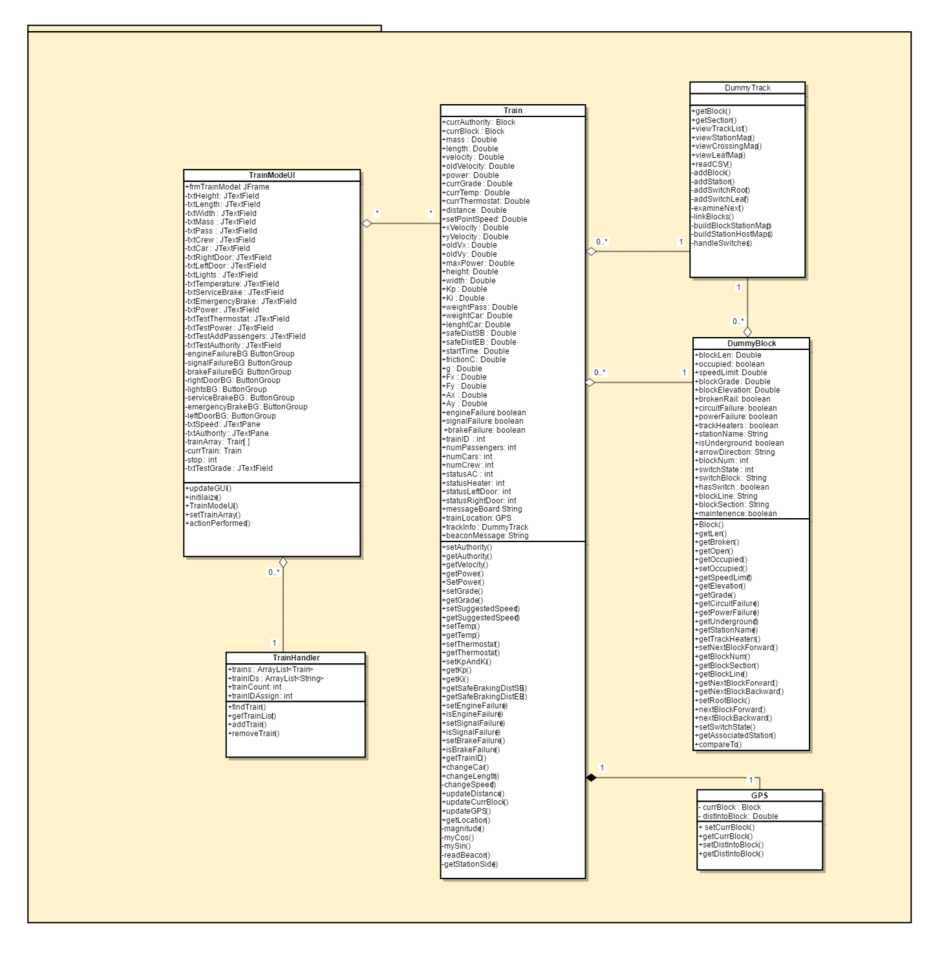 TrainModeUI
+frmTrainModel: JFrame
-txtHeight: JTextField
-txtLength: JTextField
-txtWidth : JTextField
-txtMass : JTextField
-txtPass : JTextField
-txtCrew : JTextField
-txtCar : JTextField
-txtRightDoor: JTextField
-txtLeftDoor: JTextField
-txtLights : JTextField
-txtTemperature: JTextField
-txtServiceBrake : JTextField
-txtEmergencyBrake : JTextField
-txtPower : JTextField
-txtTestThermostat : JTextField
-txtTestPower : JTextField
-txtTestAddPassengers : JTextField
-txtTestAuthority : JTextField
-engineFailureBG: ButtonGroup
-signalFailureBG: ButtonGroup
-brakeFailureBG : ButtonGroup
-rightDoorBG : ButtonGroup
-lightsBG : ButtonGroup
-serviceBrakeBG : ButtonGroup
-emergencyBrakeBG : ButtonGroup
-leftDoorBG : ButtonGroup
-txtSpeed : JTextPane
-txtAuthority : JTextPane
-trainArray : Train[ ]
-currTrain: Train
-stop : int
-txtTestGrade : JTextField
+updateGUI()
+initilaize()
+TrainModeUI()
+setTrainArray()
+actionPerformed()
* *
0..*
1
TrainHandler
+trains : ArrayList<Train>
+trainIDs : ArrayList<String>
+trainCount: int
+trainIDAssign : int
+findTrain()
+getTrainList()
+addTrain()
+removeTrain()
Train
+currAuthority : Block
+currBlock : Block
+mass : Double
+length: Double
+velocity : Double
+oldVelocity: Double
+power: Double
+currGrade : Double
+currTemp: Double
+currThermostat : Double
+distance : Double
+setPointSpeed : Double
+xVelocity : Double
+yVelocity : Double
+oldVx : Double
+oldVy : Double
+maxPower : Double
+height : Double
+width : Double
+Kp : Double
+Ki : Double
+weightPass : Double
+weightCar: Double
+lenghtCar: Double
+safeDistSB : Double
+safeDistEB : Double
+startTime : Double
+frictionC : Double
+g : Double
+Fx : Double
+Fy : Double
+Ax : Double
+Ay : Double
+engineFailure: boolean
+signalFailure: boolean
+brakeFailure: boolean
+trainID : int
+numPassengers: int
+numCars : int
+numCrew : int
+statusAC : int
+statusHeater : int
+statusLeftDoor : int
+statusRightDoor : int
+messageBoard: String
+trainLocation: GPS
+trackInfo : DummyTrack
+beaconMessage: String
+setAuthority()
+getAuthority()
+getVelocity()
+getPower()
+SetPower()
+setGrade()
+getGrade()
+setSuggestedSpeed()
+getSuggestedSpeed()
+setTemp()
+getTemp()
+setThermostat()
+getThermostat()
+setKpAndKi()
+getKp()
+getKi()
+getSafeBrakingDistSB()
+getSafeBrakingDistEB()
+setEngineFailure()
+isEngineFailure()
+setSignalFailure()
+isSignalFailure()
+setBrakeFailure()
+isBrakeFailure()
+getTrainID()
+changeCar()
+changeLength()
-changeSpeed()
+updateDistance()
+updateCurrBlock()
+updateGPS()
+getLocation()
-magnitude()
-myCos()
-mySin()
-readBeacon()
-getStationSide()
0..* 1
0..* 1
1
1
DummyTrack
+getBlock()
+getSection()
+viewTrackList()
+viewStationMap()
+viewCrossingMap()
+viewLeafMap()
+readCSV()
-addBlock()
-addStation()
-addSwitchRoot()
-addSwitchLeaf()
-examineNext()
-linkBlocks()
-buildBlockStationMap()
-buildStationHostMaps()
-handleSwitches()
1
0..*
DummyBlock
+blockLen: Double
+occupied: boolean
+speedLimit: Double
+blockGrade : Double
+blockElevation: Double
+brokenRail: boolean
+circuitFailure: boolean
+powerFailure : boolean
+trackHeaters : boolean
+stationName: String
+isUnderground: boolean
+arrowDirection : String
+blockNum : int
+switchState : int
+switchBlock : String
+hasSwitch : boolean
+blockLine : String
+blockSection: String
+maintenence: boolean
+Block()
+getLen()
+getBroken()
+getOpen()
+getOccupied()
+setOccupied()
+getSpeedLimit()
+getElevation()
+getGrade()
+getCircuitFailure()
+getPowerFailure()
+getUnderground()
+getStationName()
+getTrackHeaters()
+setNextBlockForward()
+getBlockNum()
+getBlockSection()
+getBlockLine()
+getNextBlockForward()
+getNextBlockBackward()
+setRootBlock()
+nextBlockForward()
+nextBlockBackward()
+setSwitchState()
+getAssociatedStation()
+compareTo()
GPS
- currBlock : Block
- distIntoBlock : Double
+ setCurrBlock()
+getCurrBlock()
+setDistIntoBlock()
+getDistIntoBlock()